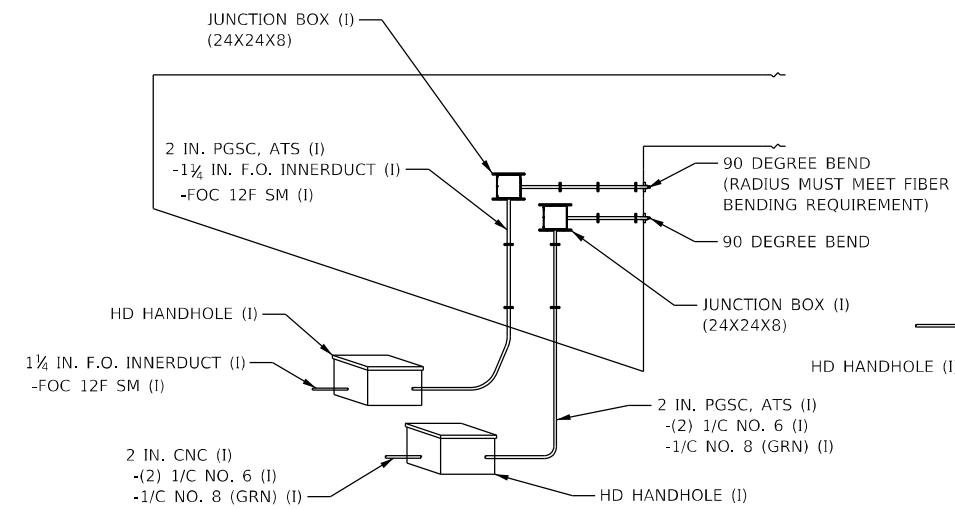 JUNCTION BOX (I)
(24X24X8)
2 IN. PGSC, ATS (I)
-1¼ IN. F.O. INNERDUCT (I)
-FOC 12F SM (I)
90 DEGREE BEND
(RADIUS MUST MEET FIBER
BENDING REQUIREMENT)
90 DEGREE BEND
JUNCTION BOX (I)
(24X24X8)
HD HANDHOLE (I)
HD HANDHOLE (I)
1¼ IN. F.O. INNERDUCT (I)
-FOC 12F SM (I)
2 IN. PGSC, ATS (I)
-(2) 1/C NO. 6 (I)
-1/C NO. 8 (GRN) (I)
2 IN. CNC (I)
-(2) 1/C NO. 6 (I)
-1/C NO. 8 (GRN) (I)
HD HANDHOLE (I)